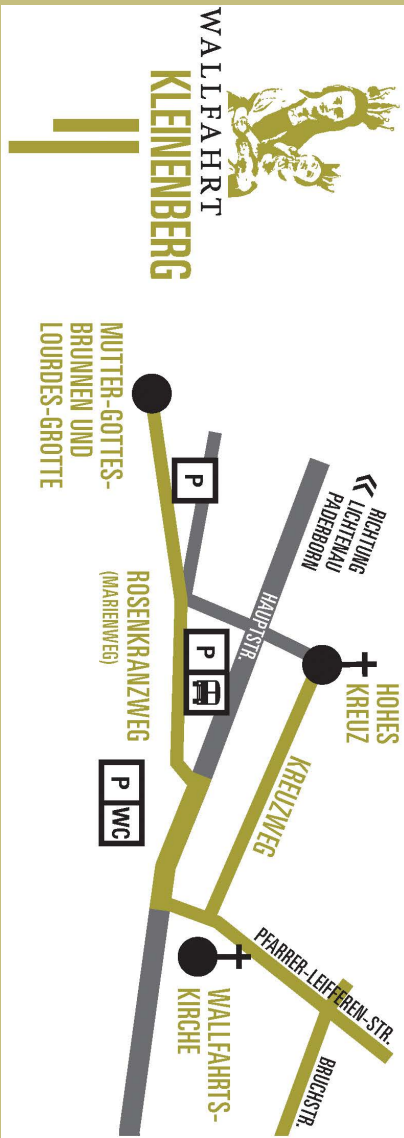 WALLFAHRT
KLEINENBERG
RICHTUNG
LICHTENAU
PADERBORN
HOHES
KREUZ
HAUPTSTR.
KREUZWEG
PFARRER-LEIFFEREN-STR.
BRUCHSTR.
P
P
MUTTER-GOTTES-
BRUNNEN UND
LOURDES-GROTTE
ROSENKRANZWEG
(MARIENWEG)
P WC
WALLFAHRTS-
KIRCHE